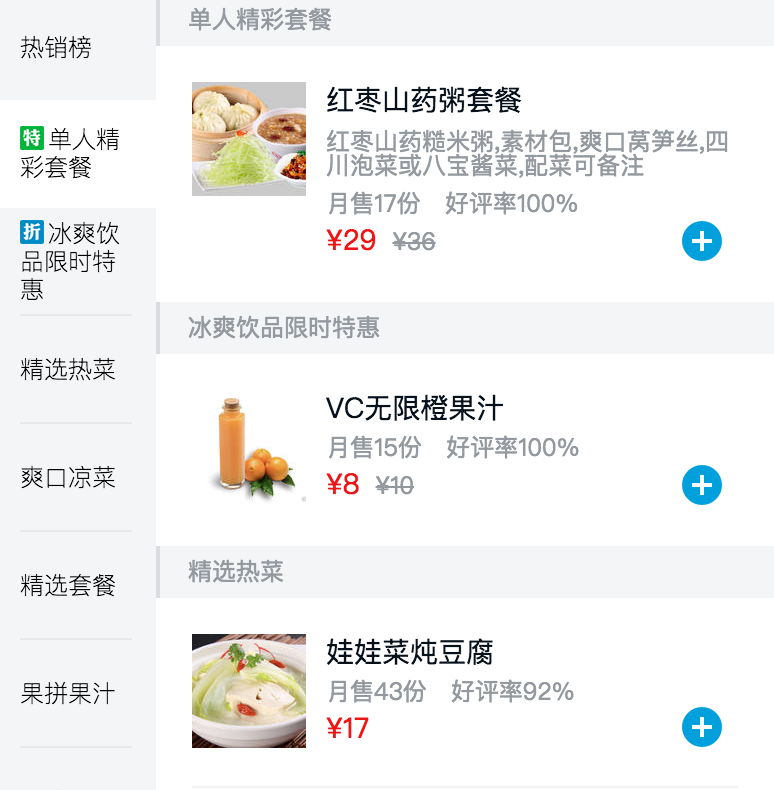 热销榜
特 单人精
彩套餐
折 冰爽饮
品限时特
惠
精选热菜
爽口凉菜
精选套餐
果拼果汁
单人精彩套餐
红枣山药粥套餐
红枣山药糙米粥,素材包,爽口莴笋丝,四
川泡菜或八宝酱菜,配菜可备注
月售17份 好评率100%
¥29 ¥36
冰爽饮品限时特惠
VC无限橙果汁
月售15份 好评率100%
¥8 ¥10
精选热菜
娃娃菜炖豆腐
月售43份 好评率92%
¥17